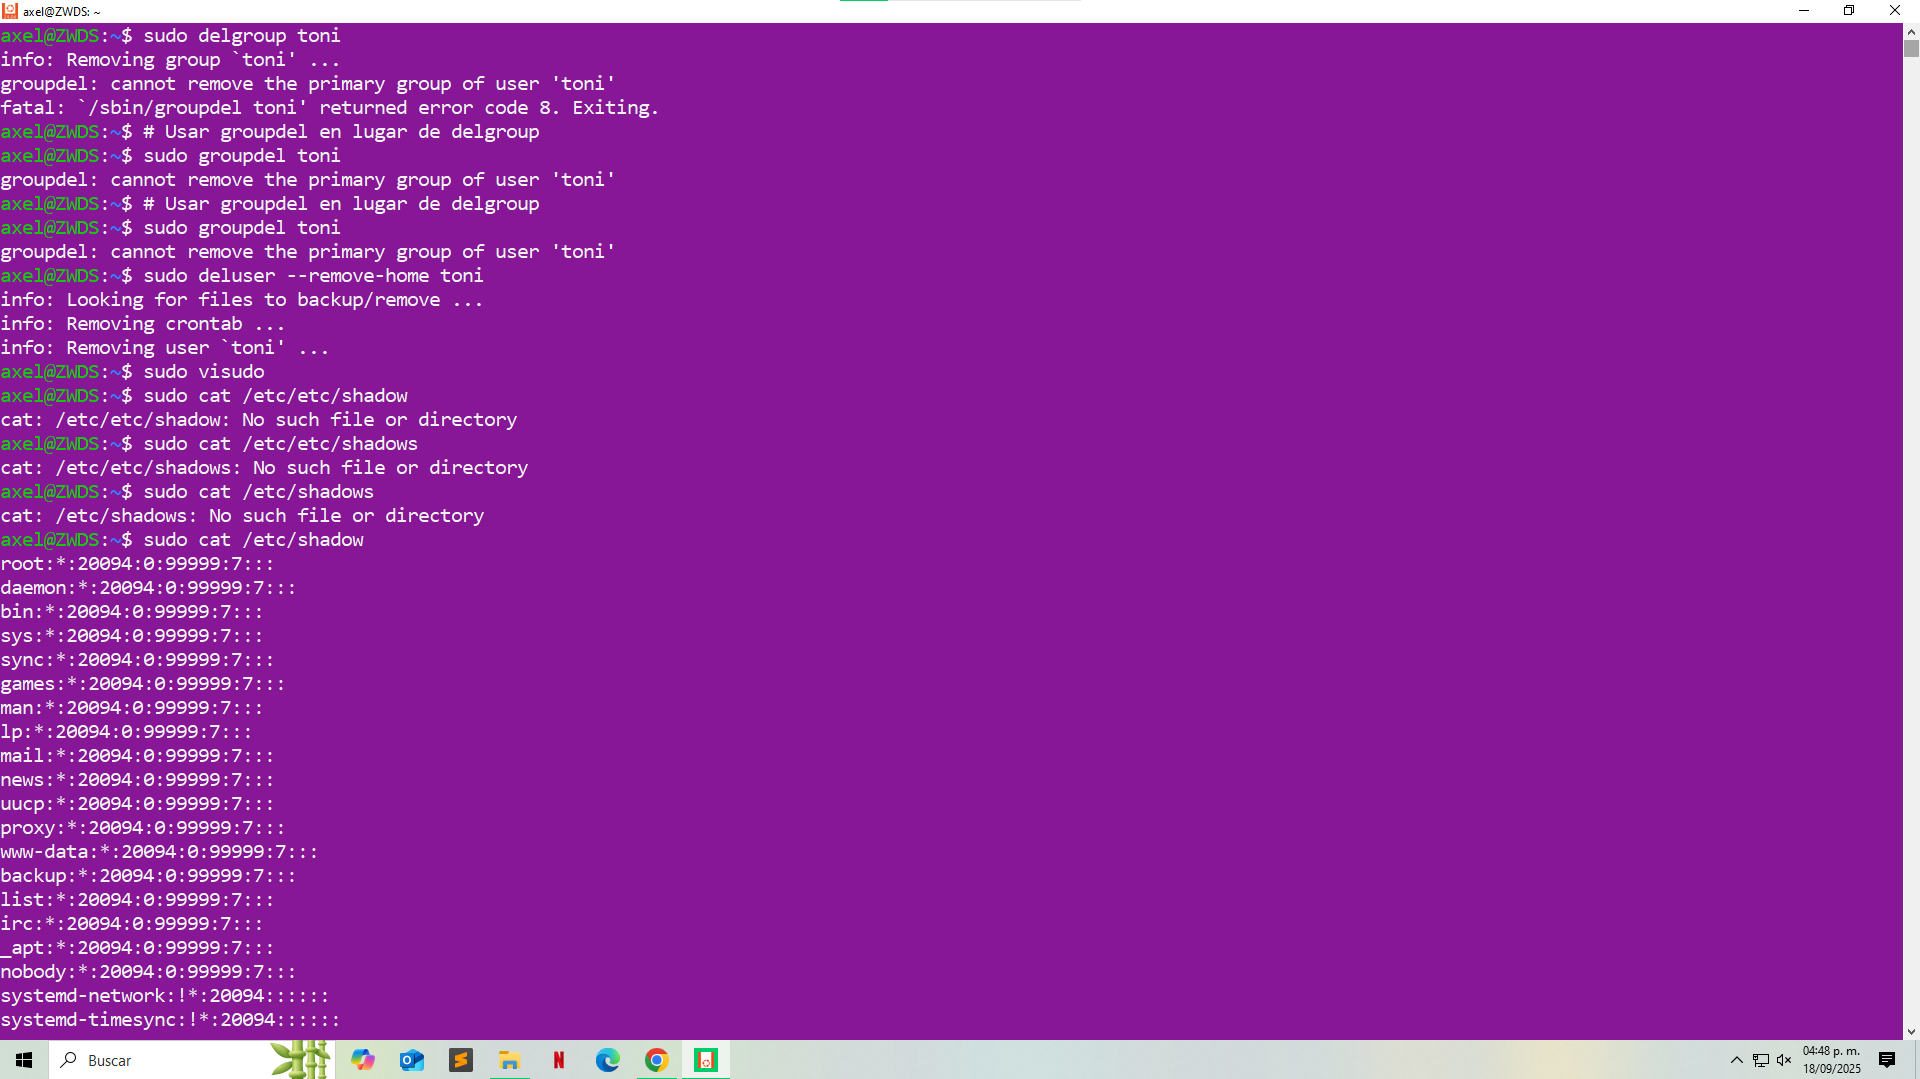 axel@ZWDS: ~
axel@ZWDS:~$ sudo delgroup toni
info: Removing group `toni' ...
groupdel: cannot remove the primary group of user 'toni'
fatal: `/sbin/groupdel toni' returned error code 8. Exiting.
axel@ZWDS:~$ # Usar groupdel en lugar de delgroup
axel@ZWDS:~$ sudo groupdel toni
groupdel: cannot remove the primary group of user 'toni'
axel@ZWDS:~$ # Usar groupdel en lugar de delgroup
axel@ZWDS:~$ sudo groupdel toni
groupdel: cannot remove the primary group of user 'toni'
axel@ZWDS:~$ sudo deluser --remove-home toni
info: Looking for files to backup/remove ...
info: Removing crontab ...
info: Removing user `toni' ...
axel@ZWDS:~$ sudo visudo
axel@ZWDS:~$ sudo cat /etc/etc/shadow
cat: /etc/etc/shadow: No such file or directory
axel@ZWDS:~$ sudo cat /etc/etc/shadows
cat: /etc/etc/shadows: No such file or directory
axel@ZWDS:~$ sudo cat /etc/shadows
cat: /etc/shadows: No such file or directory
axel@ZWDS:~$ sudo cat /etc/shadow
root:*:20094:0:99999:7:::
daemon:*:20094:0:99999:7:::
bin:*:20094:0:99999:7:::
sys:*:20094:0:99999:7:::
sync:*:20094:0:99999:7:::
games:*:20094:0:99999:7:::
man:*:20094:0:99999:7:::
lp:*:20094:0:99999:7:::
mail:*:20094:0:99999:7:::
news:*:20094:0:99999:7:::
uucp:*:20094:0:99999:7:::
proxy:*:20094:0:99999:7:::
www-data:*:20094:0:99999:7:::
backup:*:20094:0:99999:7:::
list:*:20094:0:99999:7:::
irc:*:20094:0:99999:7:::
_apt:*:20094:0:99999:7:::
nobody:*:20094:0:99999:7:::
systemd-network:!*:20094::::::
systemd-timesync:!*:20094::::::
Buscar
04:48 p. m.
18/09/2025